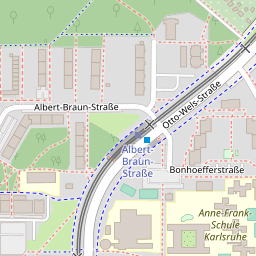 Albert-Braun-Straße
Otto-Wels-Straße
Albert-
Braun-
Straße
Bonhoefferstraße
Anne-Frank-
Schule
Karlsruhe